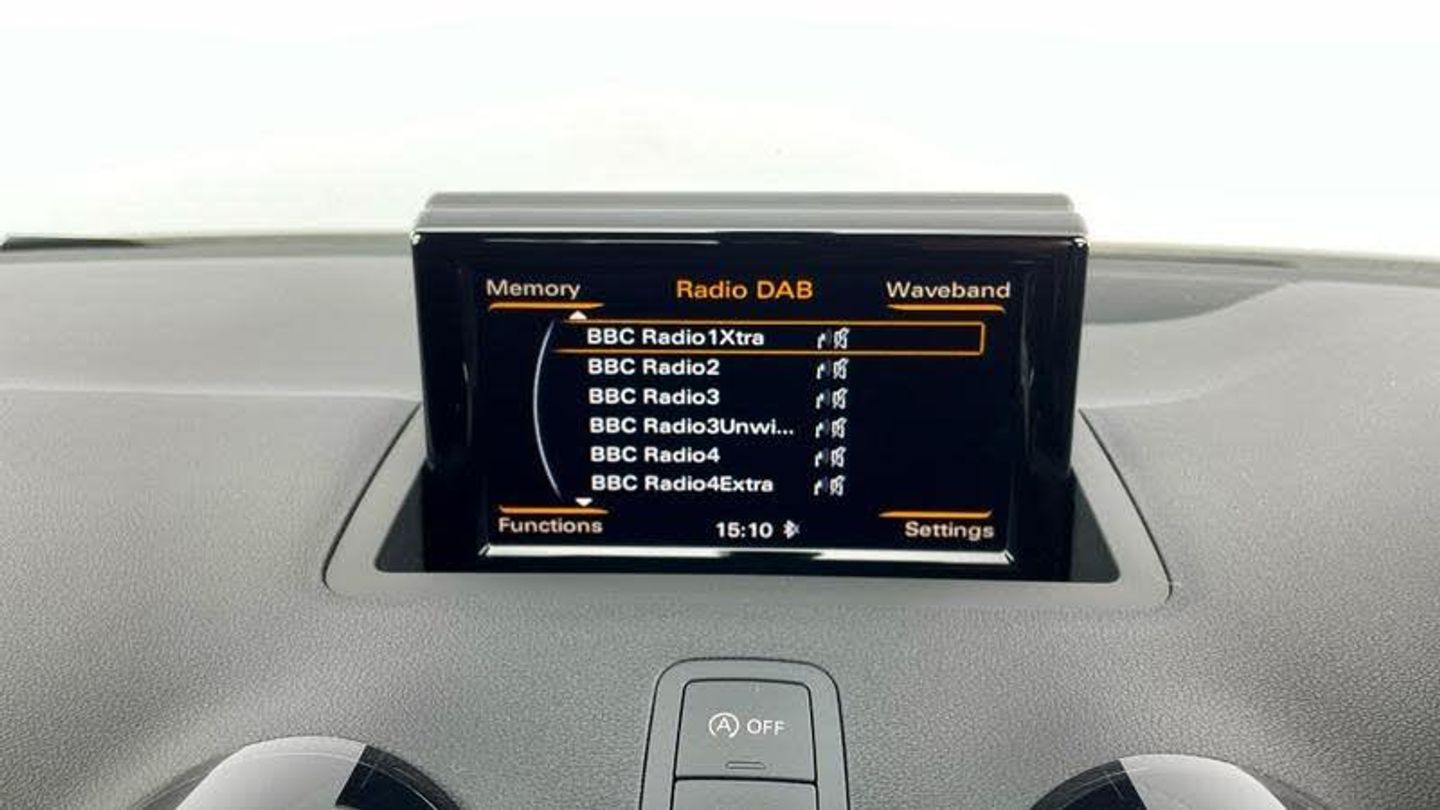 Memory Radio DAB Waveband
BBC Radio1Xtra
BBC Radio2
BBC Radio3
BBC Radio3Unwi...
BBC Radio4
BBC Radio4Extra
Functions 15:10 Settings
A OFF